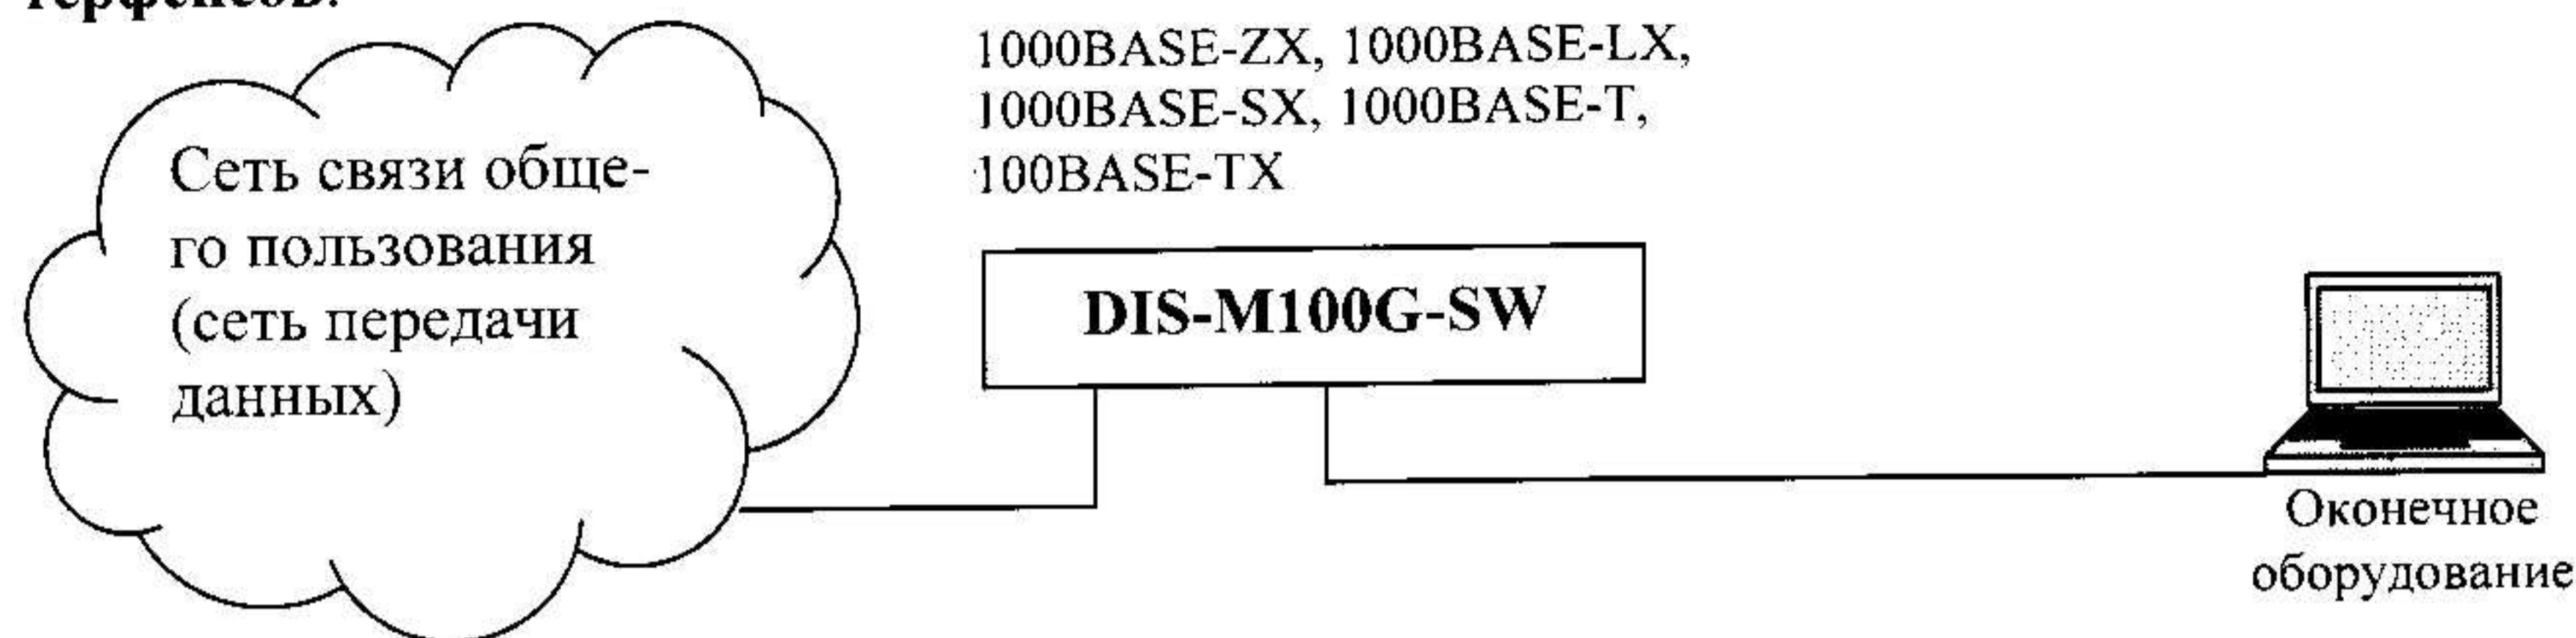 терфейсов:
1000BASE-ZX, 1000BASE-LX,
1000BASE-SX, 1000BASE-T,
100BASE-TX
Сеть связи обще-
го пользования
(сеть передачи
данных)
DIS-M100G-SW
Оконечное
оборудование